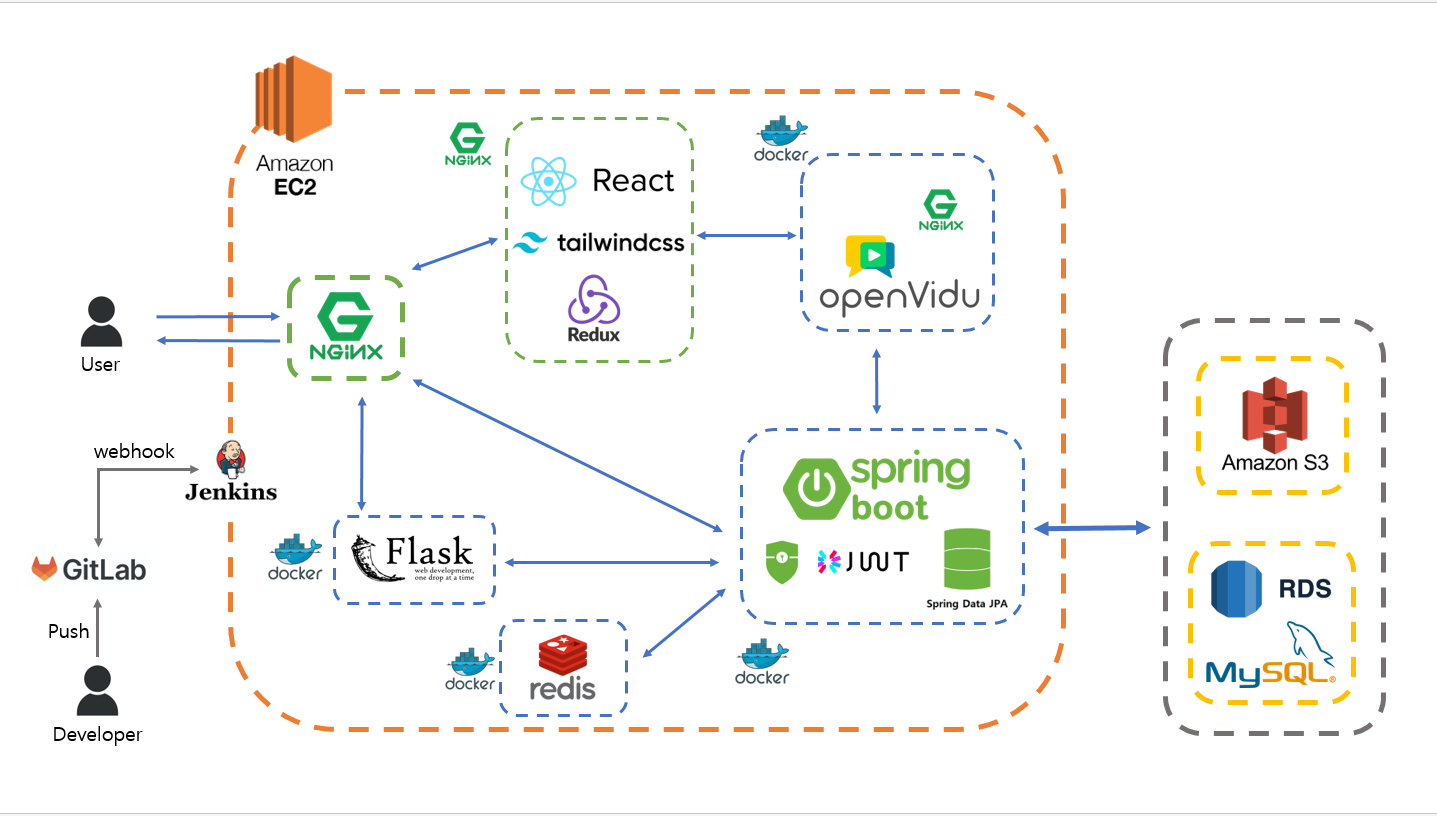 Amazon
EC2
NGiNX
React
tailwindcss
Redux
docker
NGiNX
openVidu
User
NGiNX
webhook
Jenkins
GitLab
Push
Developer
docker
Flask
web development,
one drop at a time
docker
redis
spring
boot
JWT
Spring Data JPA
docker
Amazon S3
RDS
MySQL®